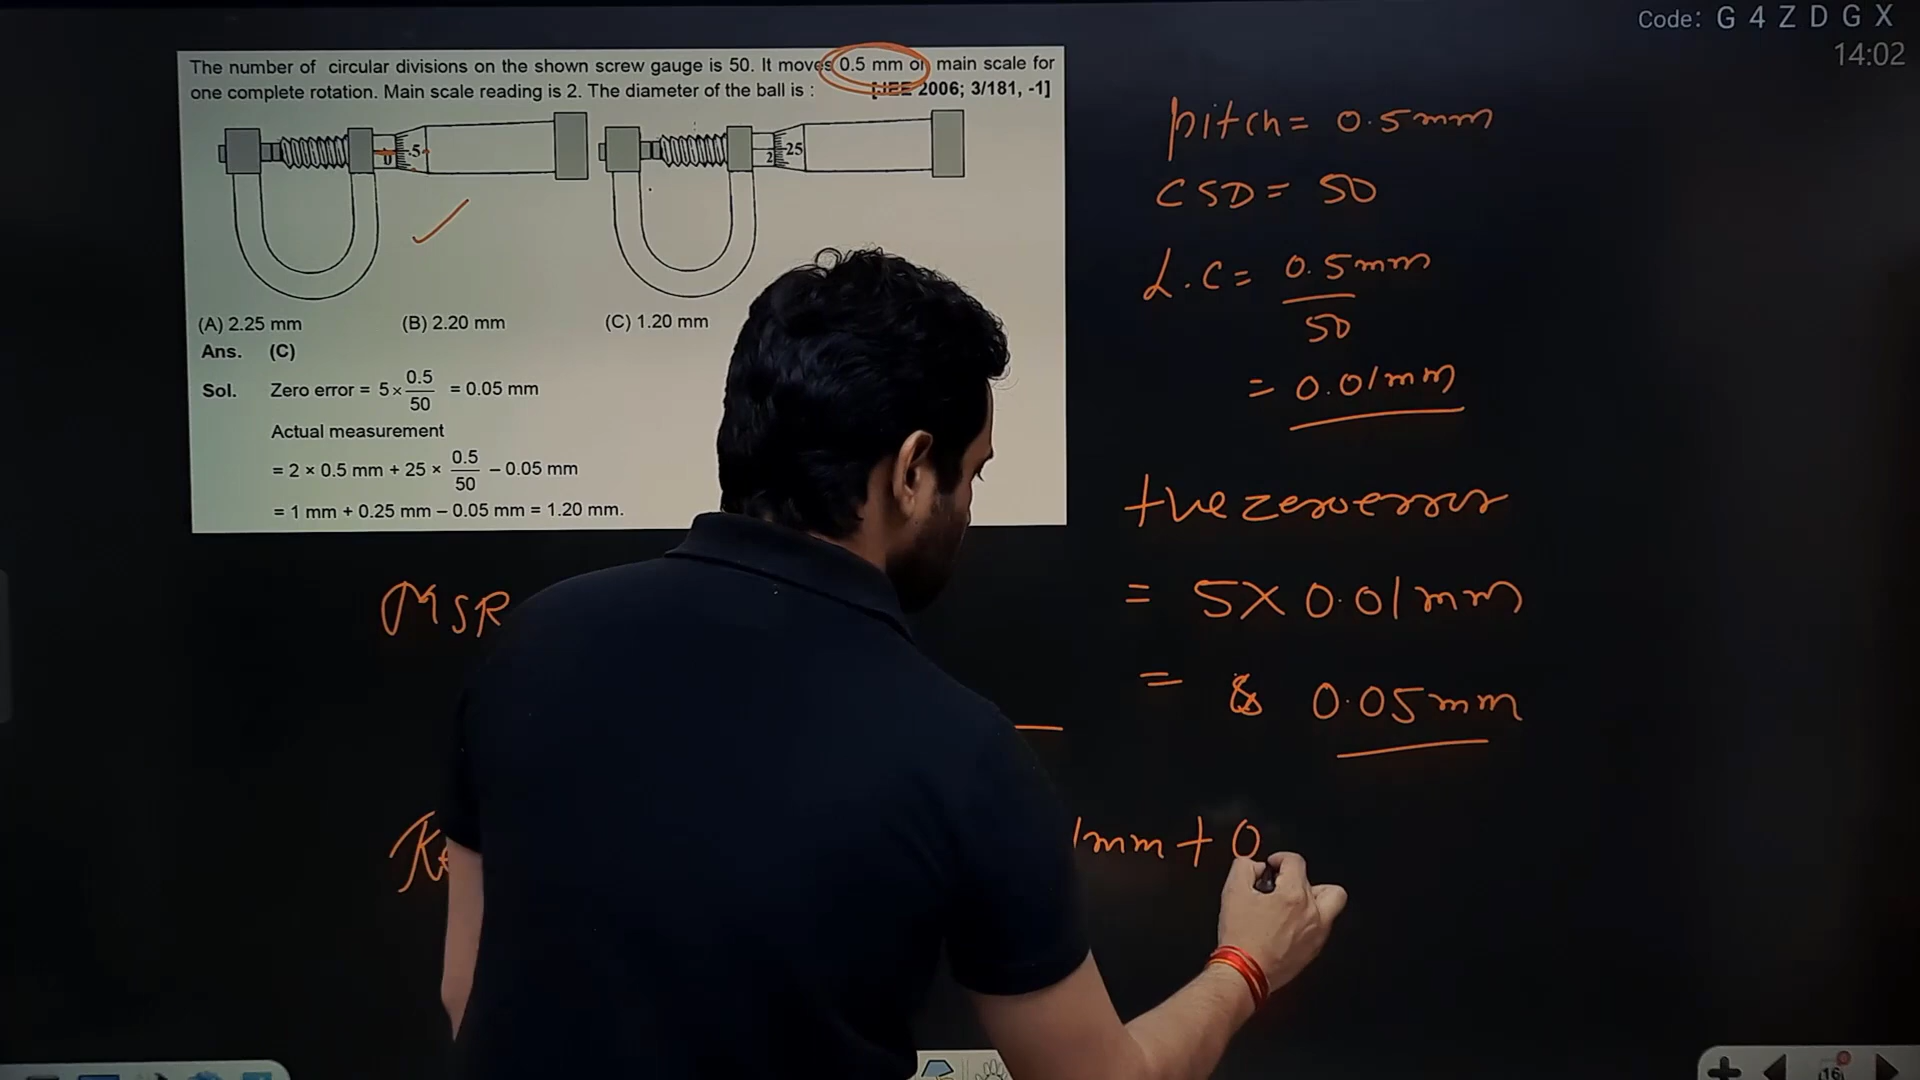 Code: G 4 Z D G X
14:02
The number of circular divisions on the shown screw gauge is 50. It moves 0.5 mm on main scale for
one complete rotation. Main scale reading is 2. The diameter of the ball is : [JEE 2006; 3/181, -1]
0 5
2 25
(A) 2.25 mm (B) 2.20 mm (C) 1.20 mm
Ans. (C)
Sol. Zero error = 5 × 0.5/50 = 0.05 mm
Actual measurement
= 2 × 0.5 mm + 25 × 0.5/50 – 0.05 mm
= 1 mm + 0.25 mm – 0.05 mm = 1.20 mm.
pitch = 0.5mm
CSD = 50
L.C = 0.5mm
50
= 0.01mm
+ve zero error
= 5 X 0.01mm
= 0.05mm
MSR
1mm + 0
16